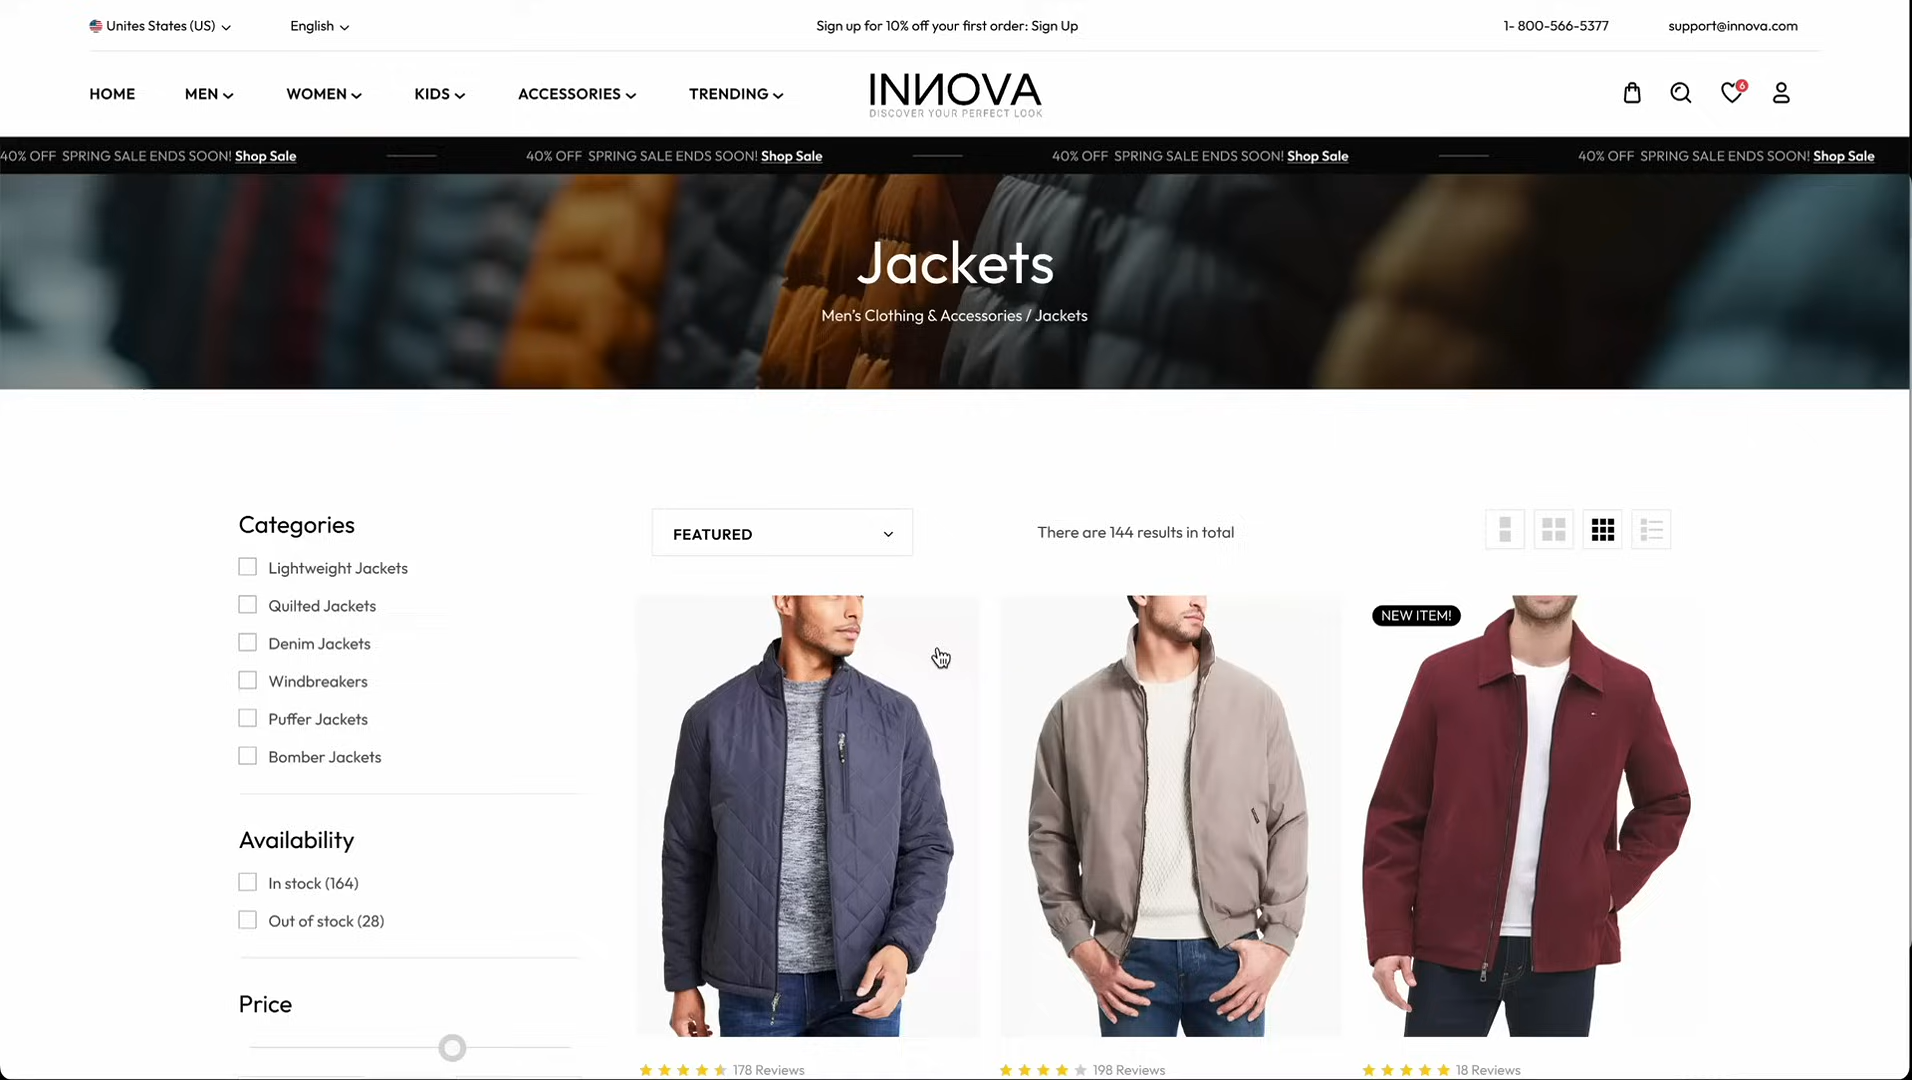 Unites States (US)
English
Sign up for 10% off your first order: Sign Up
1- 800-566-5377
support@innova.com
HOME
MEN
WOMEN
KIDS
ACCESSORIES
TRENDING
INNOVA
DISCOVER YOUR PERFECT LOOK
6
40% OFF SPRING SALE ENDS SOON! Shop Sale
40% OFF SPRING SALE ENDS SOON! Shop Sale
40% OFF SPRING SALE ENDS SOON! Shop Sale
40% OFF SPRING SALE ENDS SOON! Shop Sale
Jackets
Men's Clothing & Accessories / Jackets
Categories
Lightweight Jackets
Quilted Jackets
Denim Jackets
Windbreakers
Puffer Jackets
Bomber Jackets
Availability
In stock (164)
Out of stock (28)
Price
FEATURED
There are 144 results in total
NEW ITEM!
178 Reviews
198 Reviews
18 Reviews